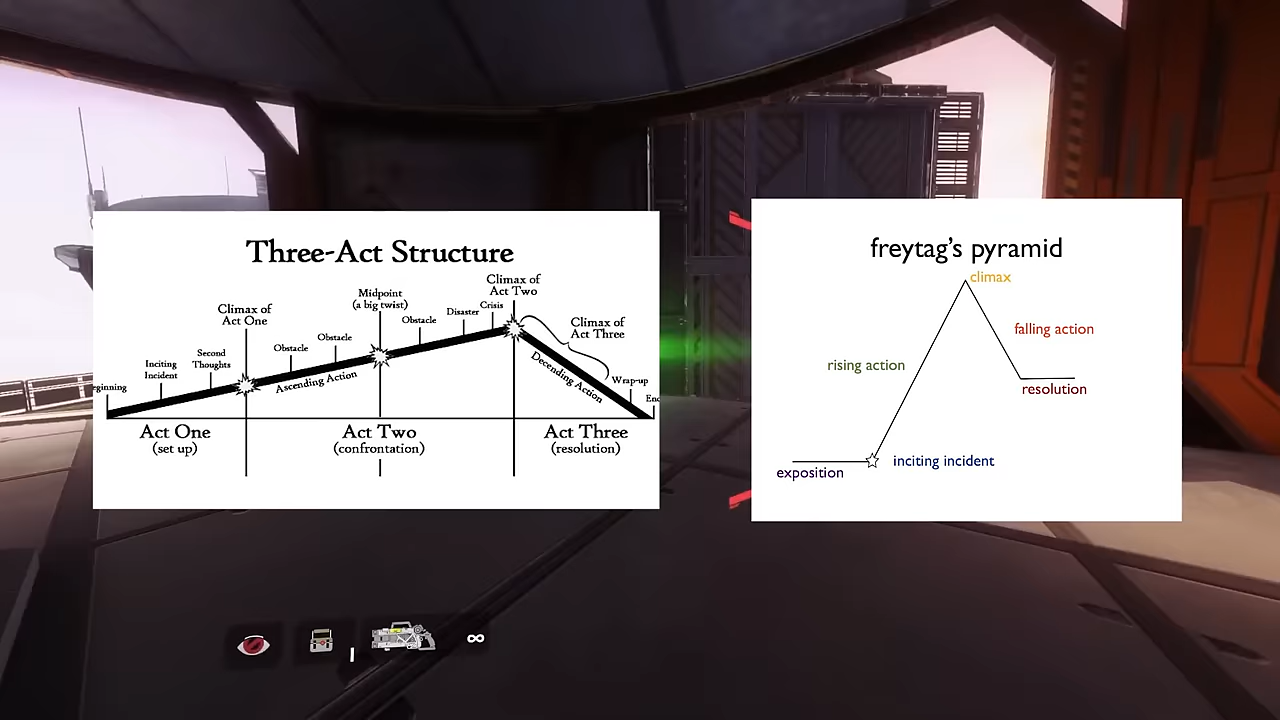 Three-Act Structure
Climax of
Act Two
Midpoint
(a big twist)
Crisis
Climax of
Act One
Disaster
Obstacle
Climax of
Act Three
Obstacle
Obstacle
Second
Thoughts
Inciting
Incident
eginning
Ascending Action
Decending Action
Wrap-up
Enc
Act One
(set up)
Act Two
(confrontation)
Act Three
(resolution)
freytag's pyramid
climax
falling action
rising action
resolution
inciting incident
exposition
∞